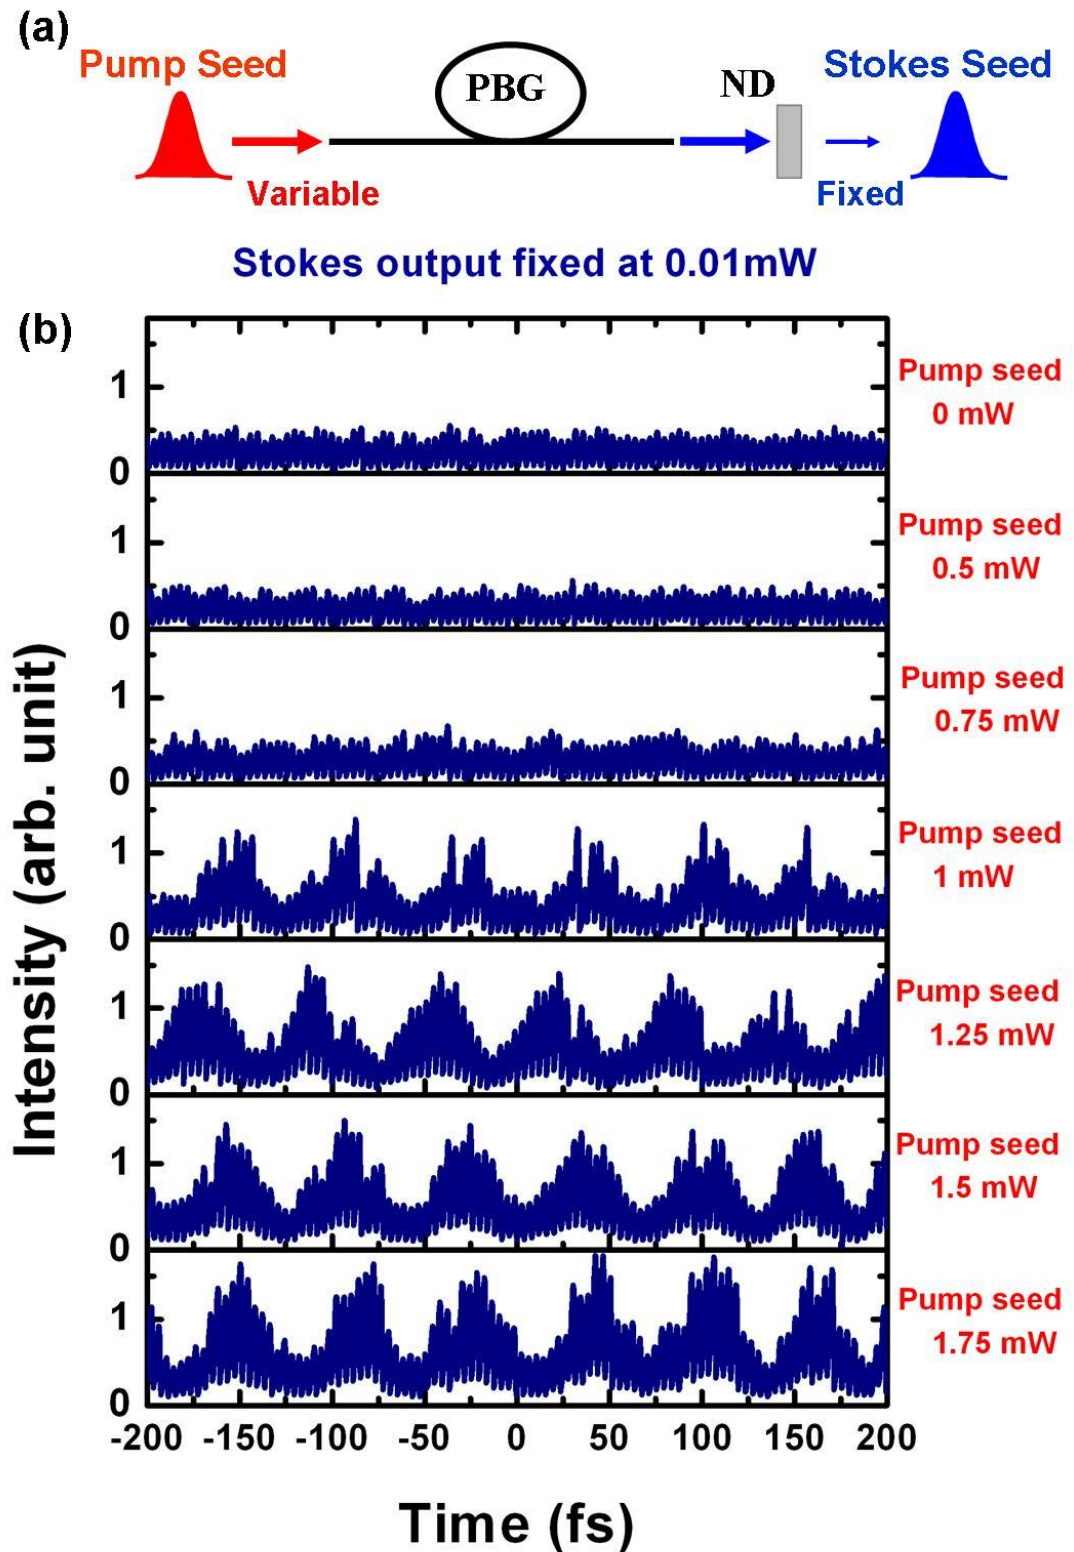 (a)
Pump Seed
PBG
ND
Stokes Seed
Variable
Fixed
Stokes output fixed at 0.01mW
(b)
Intensity (arb. unit)
1
0
Pump seed
0 mW
1
0
Pump seed
0.5 mW
1
0
Pump seed
0.75 mW
1
0
Pump seed
1 mW
1
0
Pump seed
1.25 mW
1
0
Pump seed
1.5 mW
1
0
Pump seed
1.75 mW
-200 -150 -100 -50 0 50 100 150 200
Time (fs)